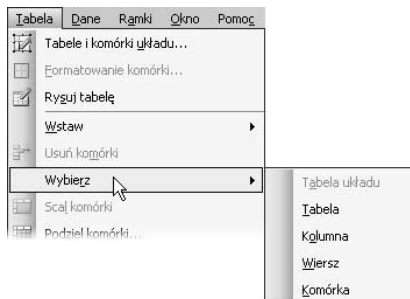 Tabela Dane Ramki Okno Pomoc
Tabele i komórki układu...
Formatowanie komórki...
Rysuj tabelę
Wstaw
Usuń komórki
Wybierz
Scal komórki
Podziel komórki...
Tabela układu
Tabela
Kolumna
Wiersz
Komórka